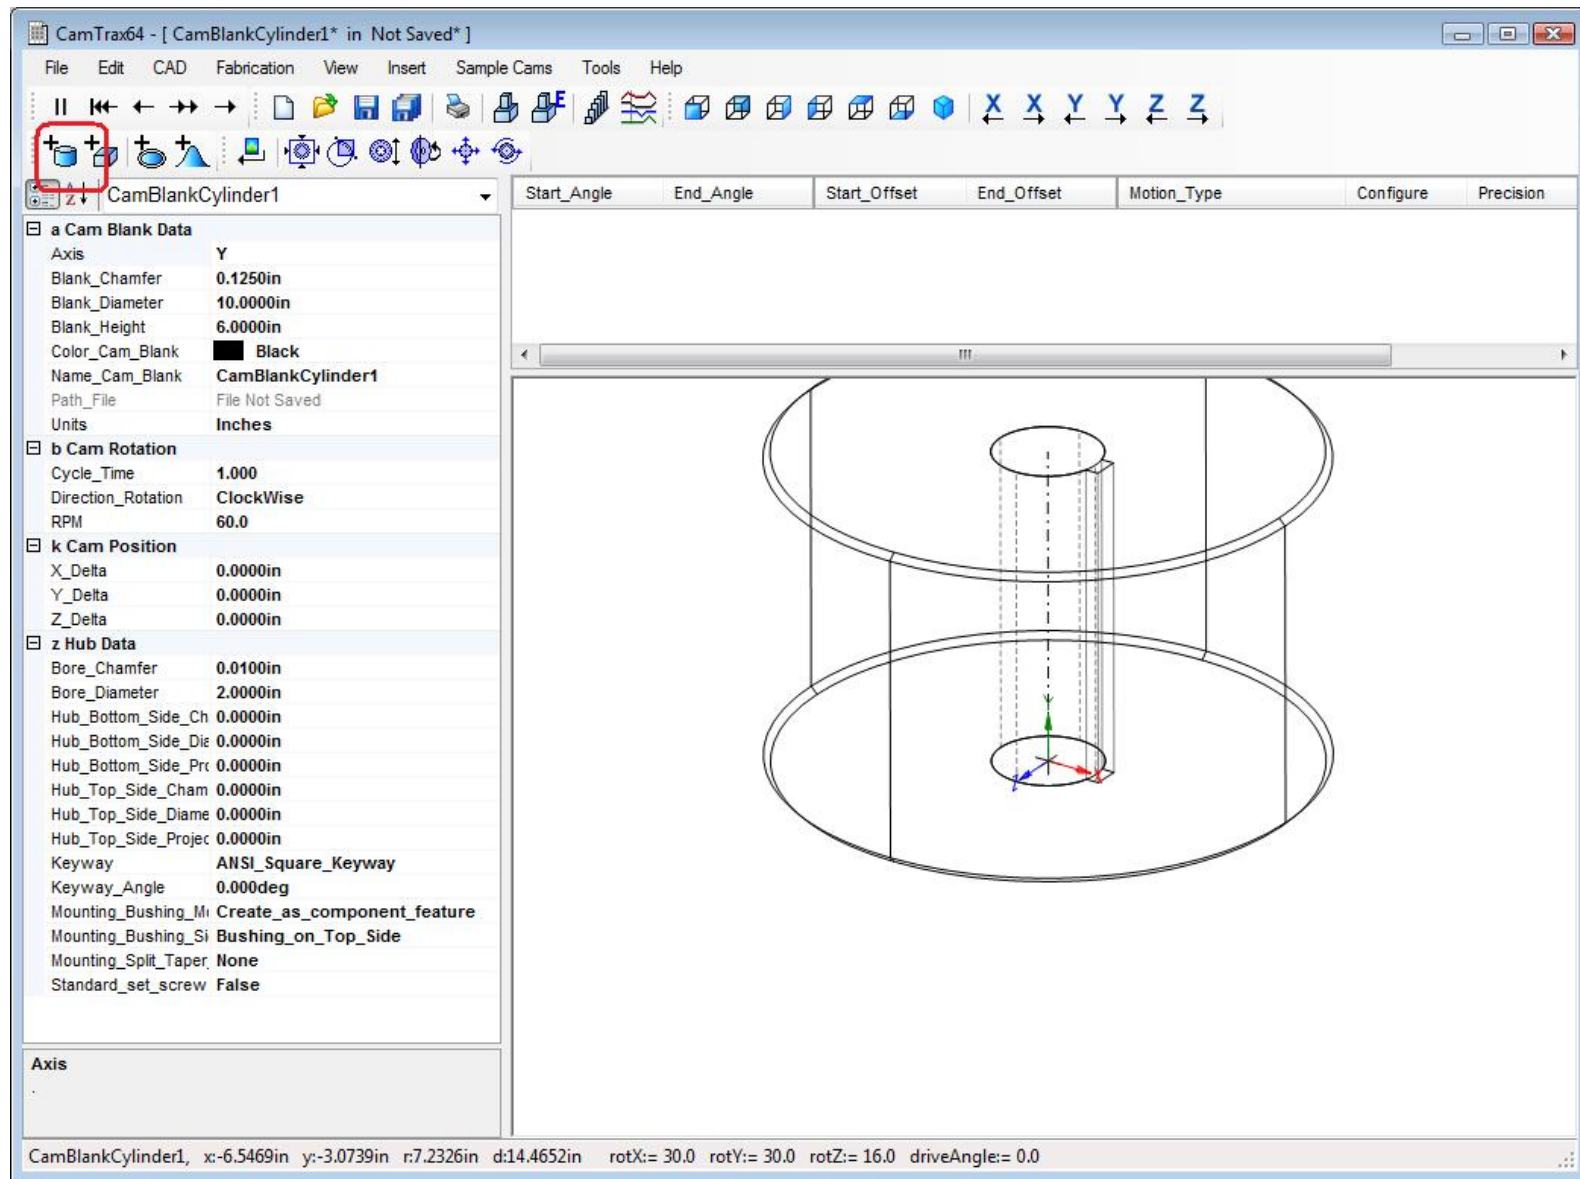 CamTrax64 - [ CamBlankCylinder1* in Not Saved* ]
File Edit CAD Fabrication View Insert Sample Cams Tools Help
E X X Y Y Z Z
A Z CamBlankCylinder1
Start_Angle End_Angle Start_Offset End_Offset Motion_Type Configure Precision
a Cam Blank Data
Axis Y
Blank_Chamfer 0.1250in
Blank_Diameter 10.0000in
Blank_Height 6.0000in
Color_Cam_Blank Black
Name_Cam_Blank CamBlankCylinder1
Path_File File Not Saved
Units Inches
b Cam Rotation
Cycle_Time 1.000
Direction_Rotation ClockWise
RPM 60.0
k Cam Position
X_Delta 0.0000in
Y_Delta 0.0000in
Z_Delta 0.0000in
z Hub Data
Bore_Chamfer 0.0100in
Bore_Diameter 2.0000in
Hub_Bottom_Side_Ch 0.0000in
Hub_Bottom_Side_Dia 0.0000in
Hub_Bottom_Side_Pro 0.0000in
Hub_Top_Side_Cham 0.0000in
Hub_Top_Side_Diame 0.0000in
Hub_Top_Side_Projec 0.0000in
Keyway ANSI_Square_Keyway
Keyway_Angle 0.000deg
Mounting_Bushing_Mo Create_as_component_feature
Mounting_Bushing_Si Bushing_on_Top_Side
Mounting_Split_Taper_ None
Standard_set_screw False
Y
Z X
Axis
.
CamBlankCylinder1, x:-6.5469in y:-3.0739in r:7.2326in d:14.4652in rotX:= 30.0 rotY:= 30.0 rotZ:= 16.0 driveAngle:= 0.0